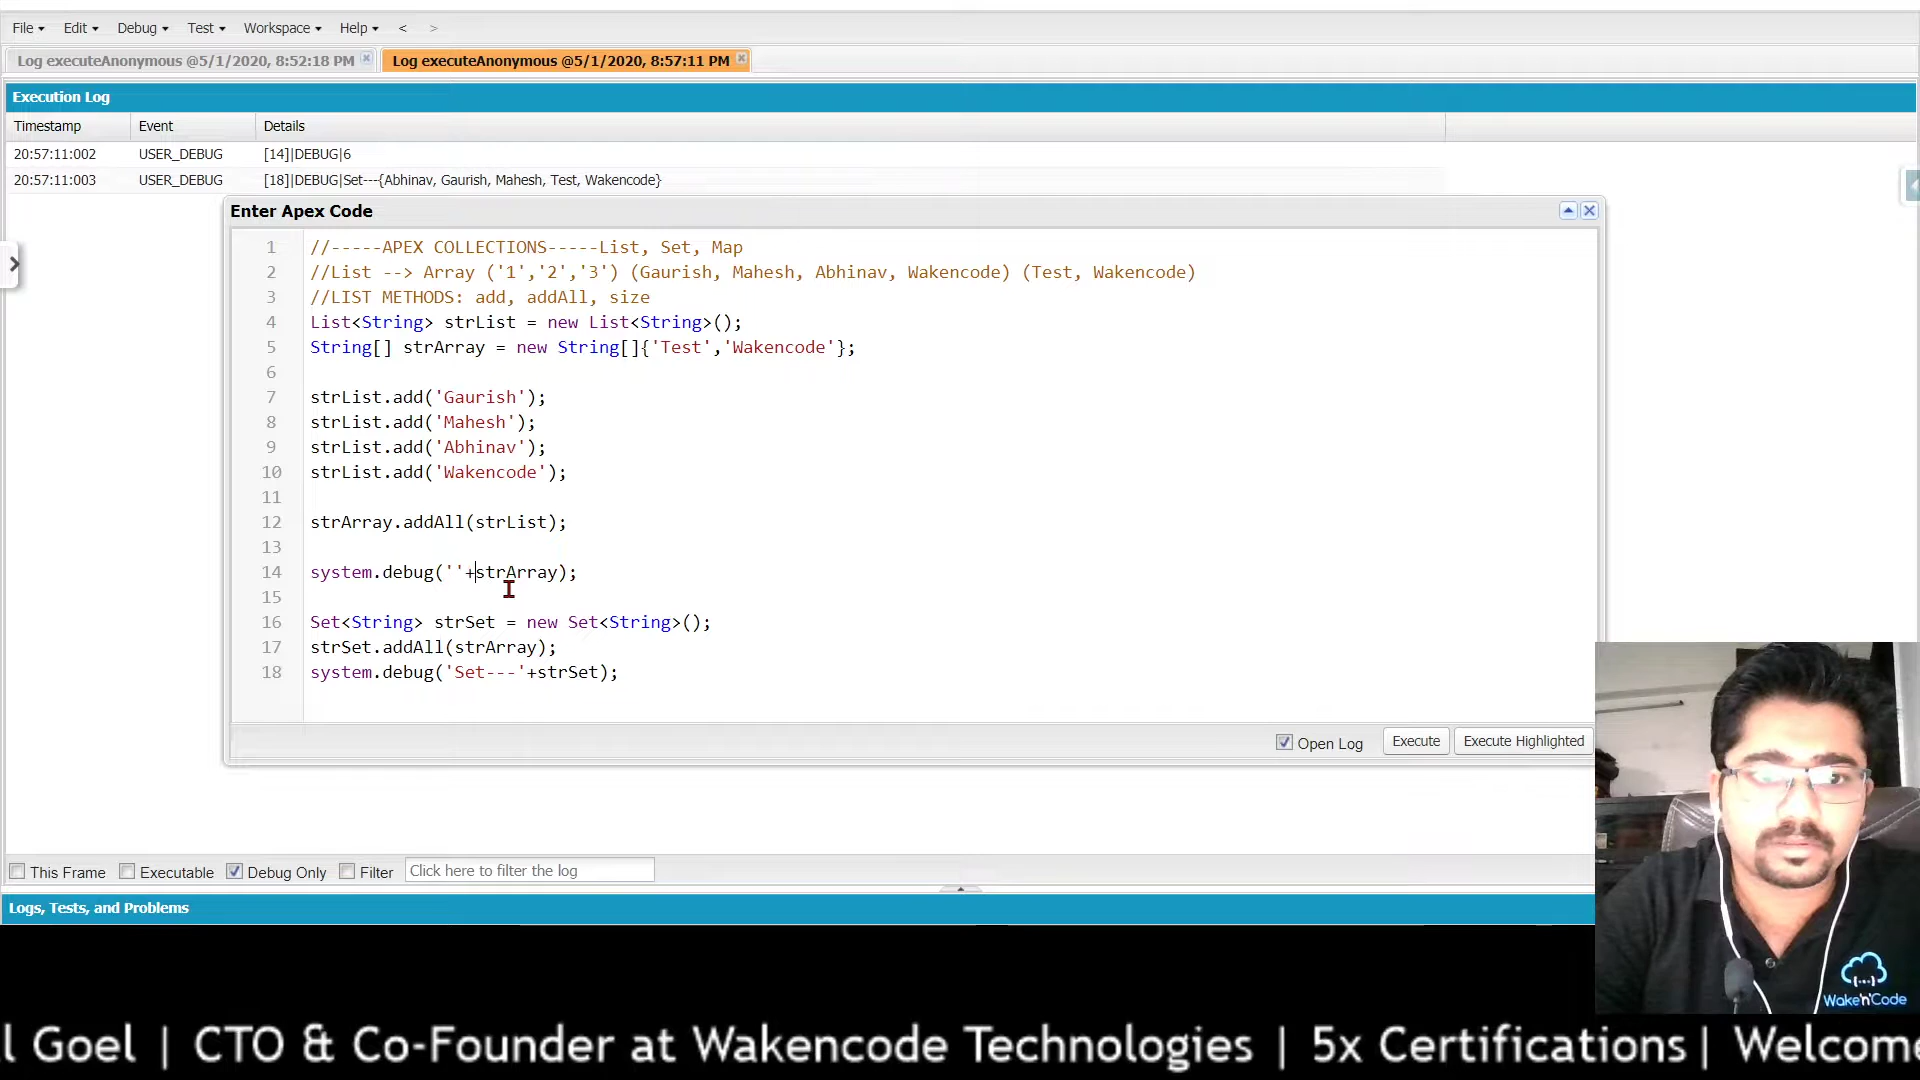 File Edit Debug Test Workspace Help < >
Log executeAnonymous @5/1/2020, 8:52:18 PM Log executeAnonymous @5/1/2020, 8:57:11 PM
Execution Log
Timestamp Event Details
20:57:11:002 USER_DEBUG [14]|DEBUG|6
20:57:11:003 USER_DEBUG [18]|DEBUG|Set---{Abhinav, Gaurish, Mahesh, Test, Wakencode}
Enter Apex Code
1 //-----APEX COLLECTIONS-----List, Set, Map
2 //List --> Array ('1','2','3') (Gaurish, Mahesh, Abhinav, Wakencode) (Test, Wakencode)
3 //LIST METHODS: add, addAll, size
4 List<String> strList = new List<String>();
5 String[] strArray = new String[]{'Test','Wakencode'};
6
7 strList.add('Gaurish');
8 strList.add('Mahesh');
9 strList.add('Abhinav');
10 strList.add('Wakencode');
11
12 strArray.addAll(strList);
13
14 system.debug(''+strArray);
15
16 Set<String> strSet = new Set<String>();
17 strSet.addAll(strArray);
18 system.debug('Set---'+strSet);
Open Log Execute Execute Highlighted
This Frame Executable Debug Only Filter Click here to filter the log
Logs, Tests, and Problems
{...}
Wake'n'Code
l Goel | CTO & Co-Founder at Wakencode Technologies | 5x Certifications| Welcome